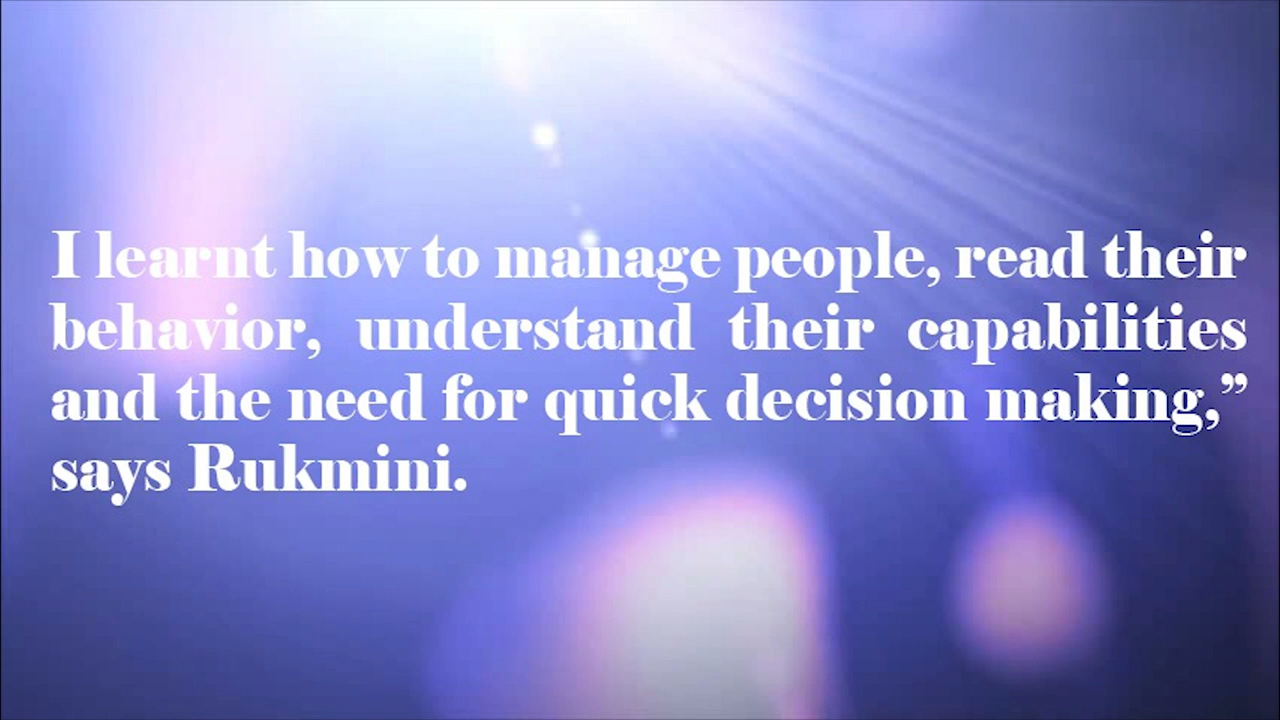 I learnt how to manage people, read their
behavior, understand their capabilities
and the need for quick decision making,”
says Rukmini.